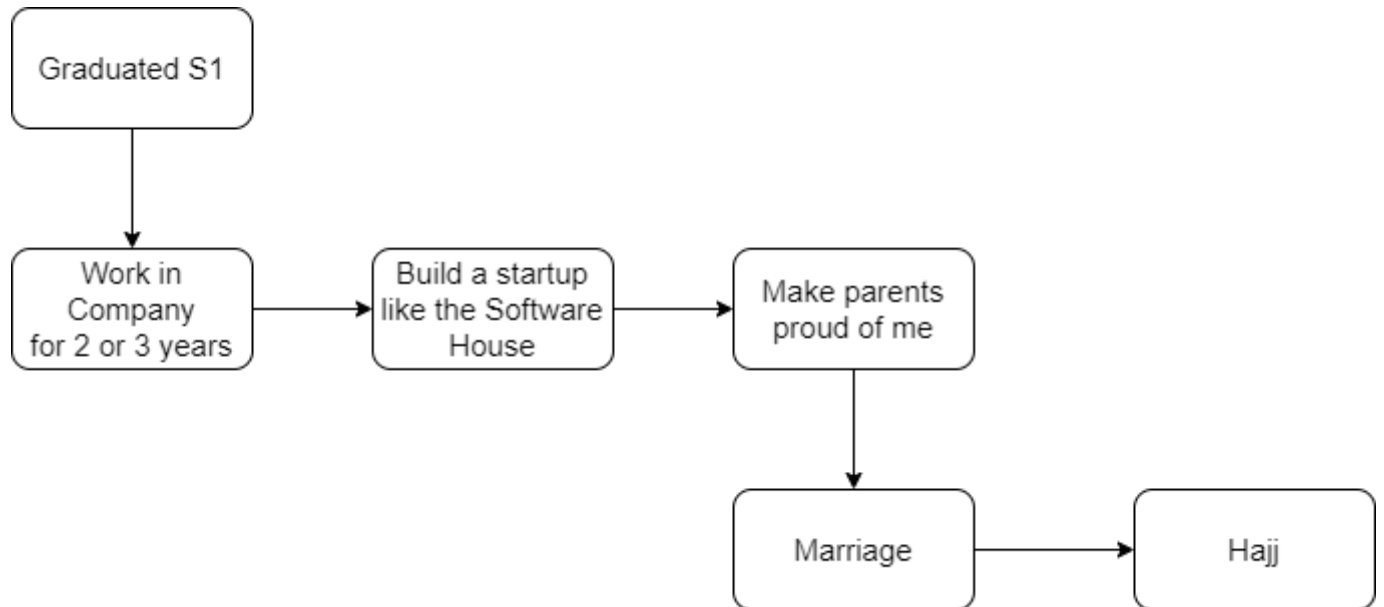 Graduated S1
Work in
Company
for 2 or 3 years
Build a startup
like the Software
House
Make parents
proud of me
Marriage
Hajj